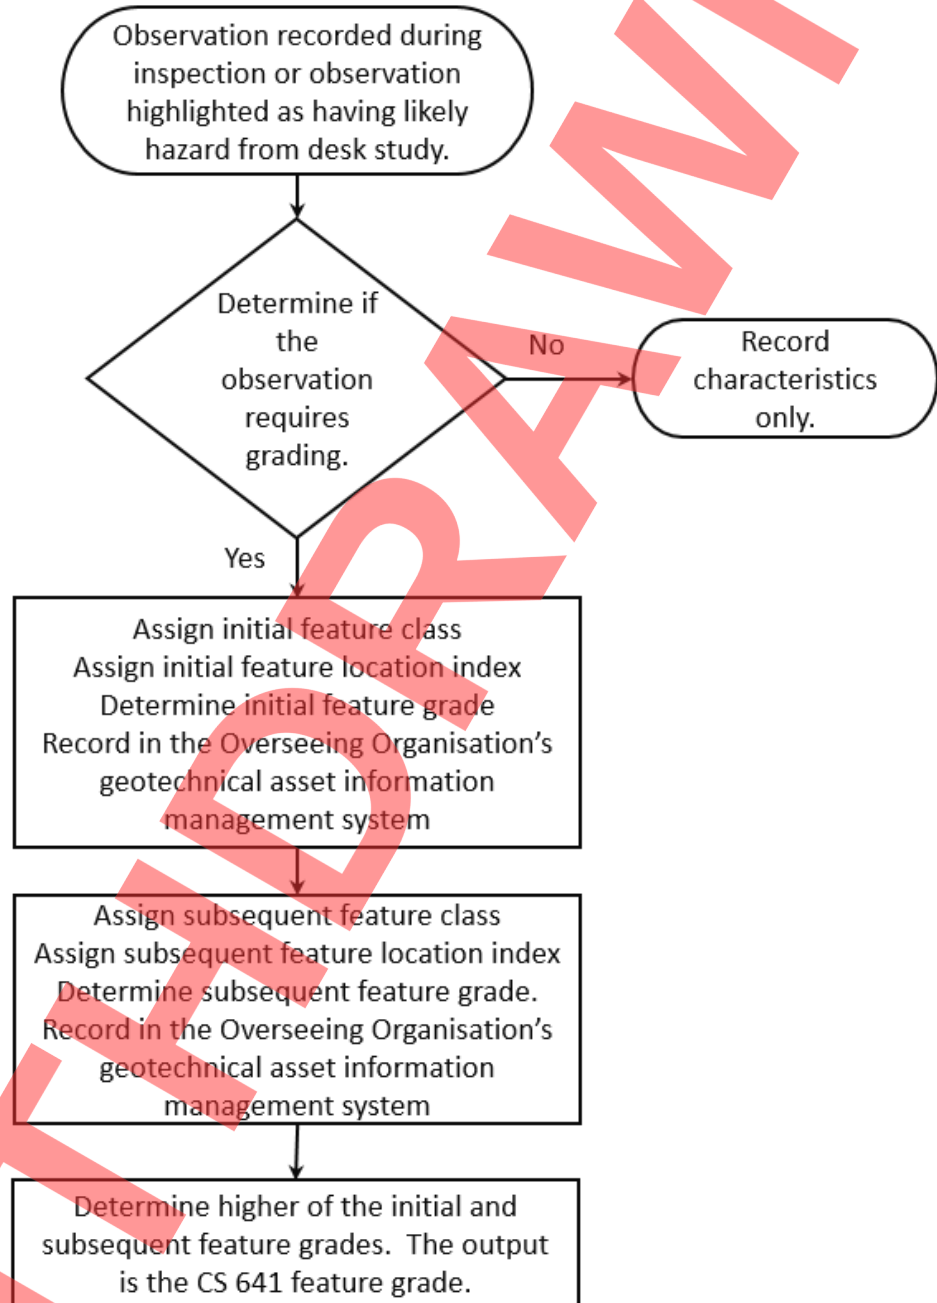 Observation recorded during
inspection or observation
highlighted as having likely
hazard from desk study.
Determine if
the
observation
requires
grading.
No
Record
characteristics
only.
Yes
Assign initial feature class
Assign initial feature location index
Determine initial feature grade
Record in the Overseeing Organisation’s
geotechnical asset information
management system
Assign subsequent feature class
Assign subsequent feature location index
Determine subsequent feature grade.
Record in the Overseeing Organisation’s
geotechnical asset information
management system
Determine higher of the initial and
subsequent feature grades.  The output
is the CS 641 feature grade.
THDRAW